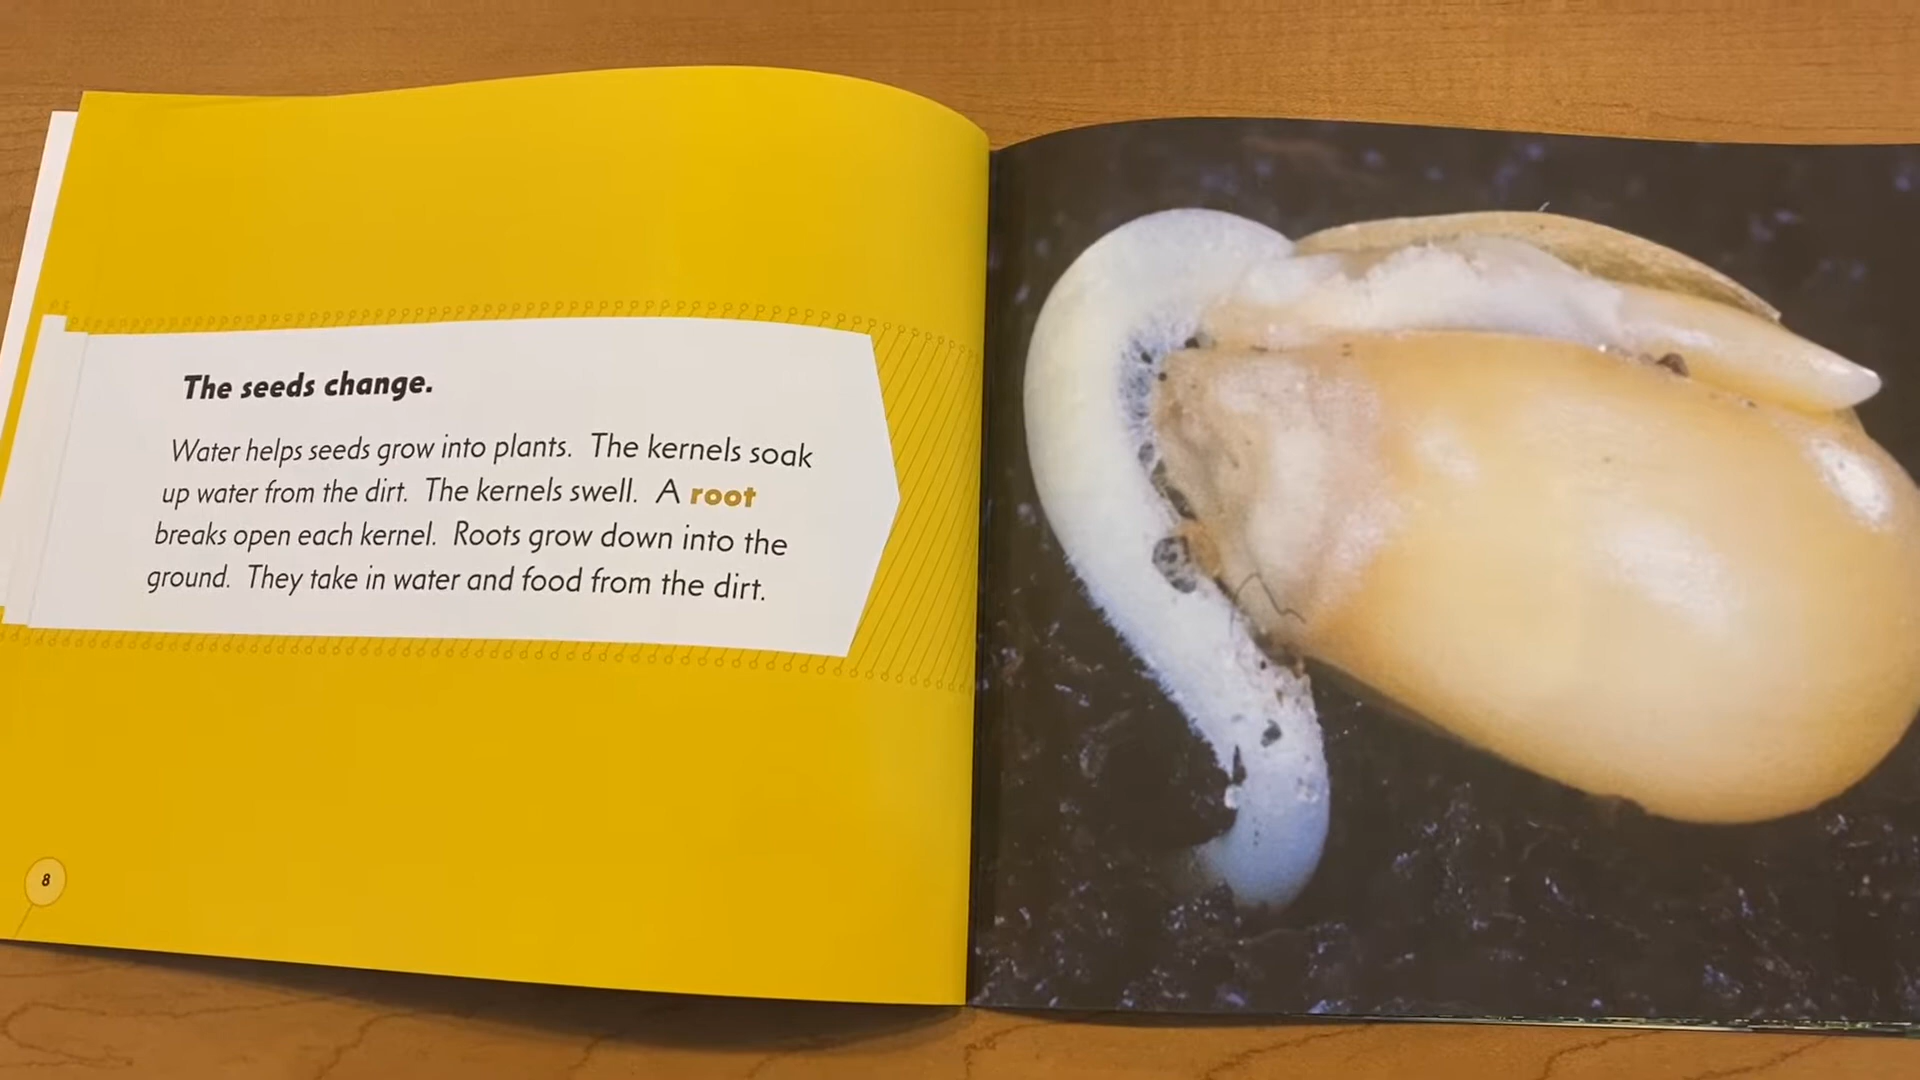 The seeds change.
Water helps seeds grow into plants. The kernels soak
up water from the dirt. The kernels swell. A root
breaks open each kernel. Roots grow down into the
ground. They take in water and food from the dirt.
8